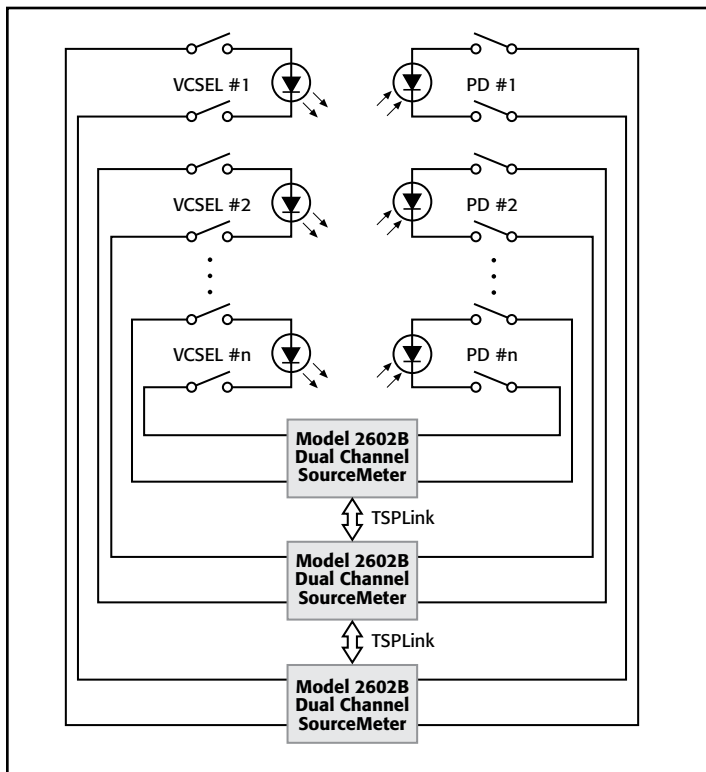 VCSEL #1
PD #1
VCSEL #2
PD #2
VCSEL #n
PD #n
Model 2602B
Dual Channel
SourceMeter
TSPLink
Model 2602B
Dual Channel
SourceMeter
TSPLink
Model 2602B
Dual Channel
SourceMeter